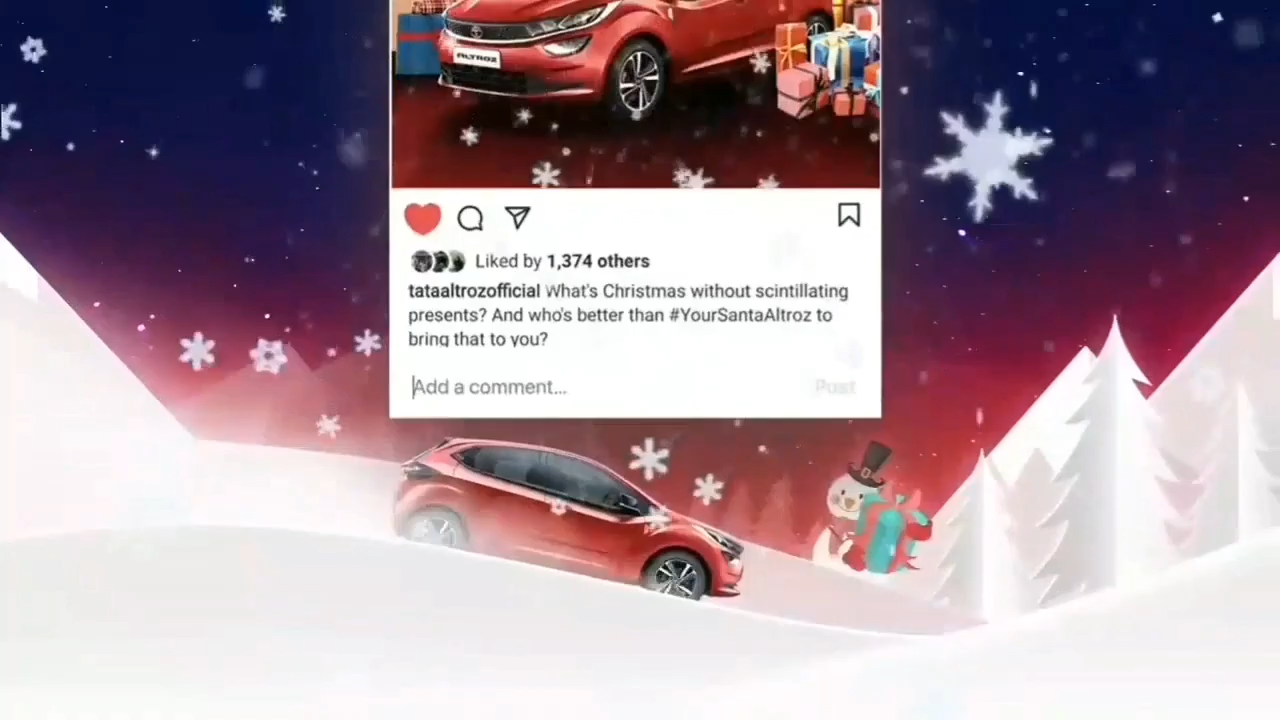 ALTROZ
Liked by 1,374 others
tataaltrozofficial What's Christmas without scintillating
presents? And who's better than #YourSantaAltroz to
bring that to you?
Add a comment...
Post